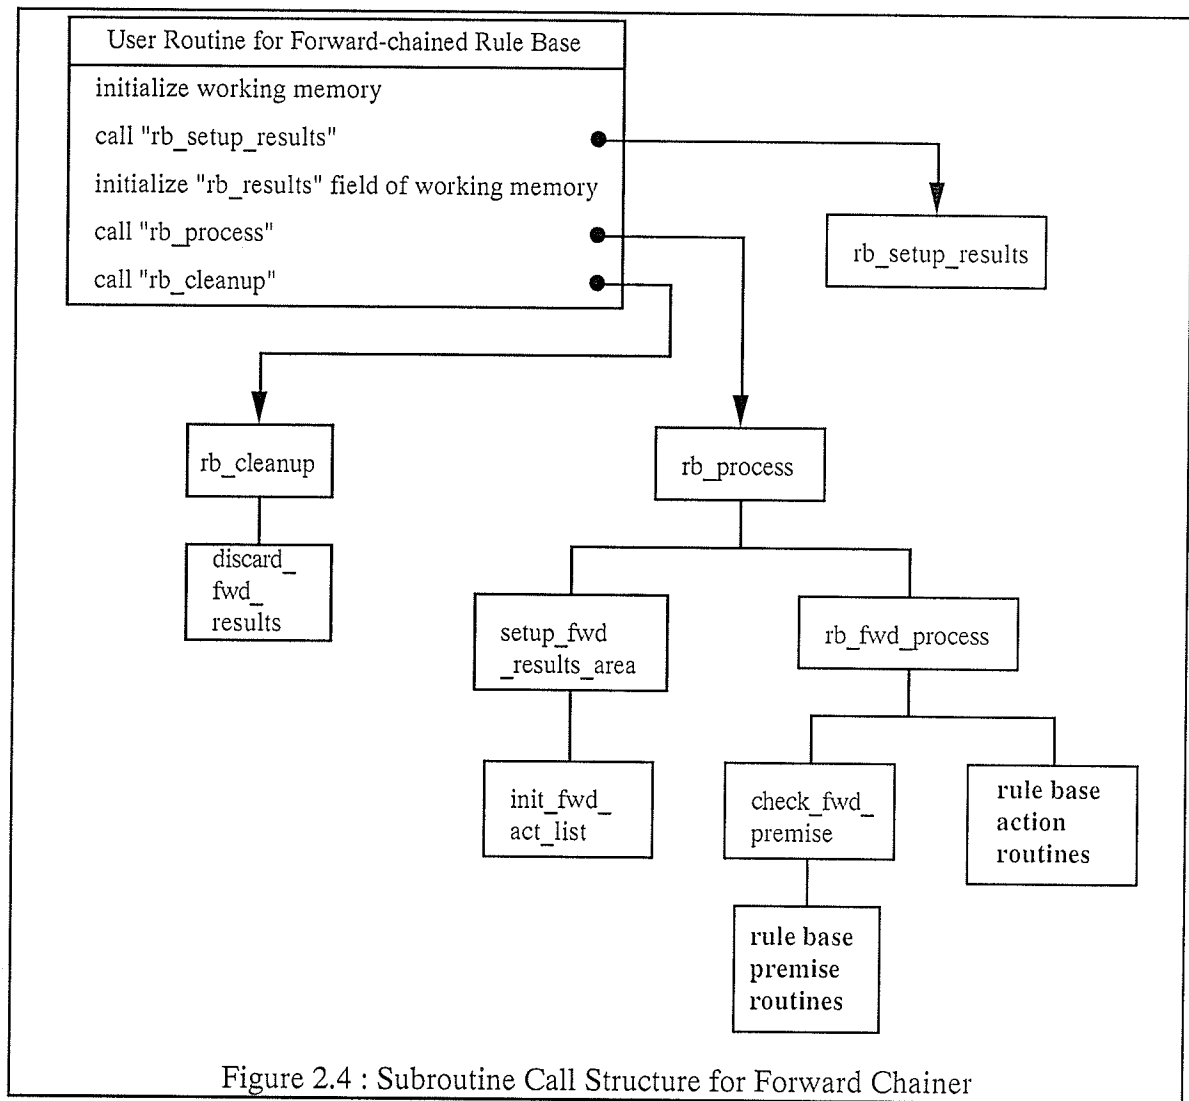 User Routine for Forward-chained Rule Base
initialize working memory
call "rb_setup_results"
initialize "rb_results" field of working memory
call "rb_process"
call "rb_cleanup"
rb_setup_results
rb_cleanup
rb_process
discard_
fwd_
results
setup_fwd
_results_area
rb_fwd_process
init_fwd_
act_list
check_fwd_
premise
rule base
action
routines
rule base
premise
routines
Figure 2.4 : Subroutine Call Structure for Forward Chainer